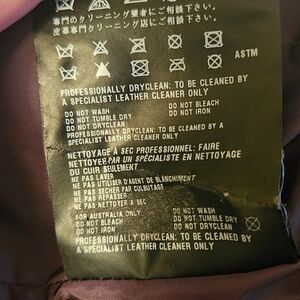 専門のクリーニング業者にご相談下さい。
皮革専門クリーニング店にご相談下さい。
ASTM
PROFESSIONALLY DRYCLEAN: TO BE CLEANED BY
A SPECIALIST LEATHER CLEANER ONLY
DO NOT WASH DO NOT BLEACH
DO NOT TUMBLE DRY DO NOT IRON
DO NOT DRYCLEAN
PROFESSIONALLY DRYCLEAN: TO BE CLEANED BY A
SPECIALIST LEATHER CLEANER ONLY
NETTOYAGE A SEC PROFESSIONNEL: FAIRE
NETTOYER PAR UN SPECIALISTE EN NETTOYAGE
DU CUIR SEULEMENT
NE PAS LAVER
NE PAS UTILISER D'AGENT DE BLANCHIMENT
NE PAS SECHER PAR CULBUTAGE
NE PAS REPASSER
NE PAS NETTOYER A SEC
FOR AUSTRALIA ONLY DO NOT WASH
DO NOT BLEACH DO NOT TUMBLE DRY
DO NOT IRON DO NOT DRYCLEAN
PROFESSIONALLY DRYCLEAN: TO BE CLEANED BY
A SPECIALIST LEATHER CLEANER ONLY